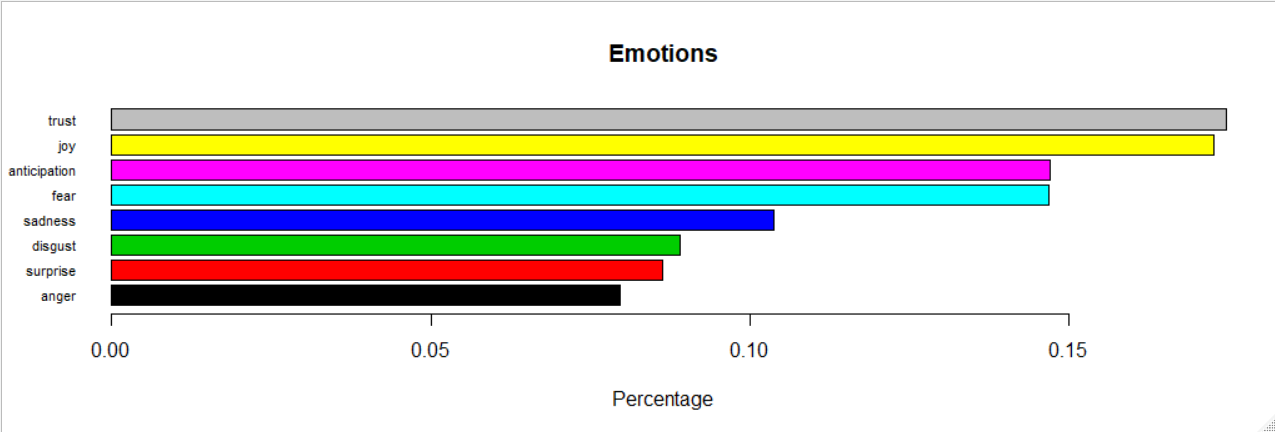 Emotions
trust
joy
anticipation
fear
sadness
disgust
surprise
anger
0.00 0.05 0.10 0.15
Percentage